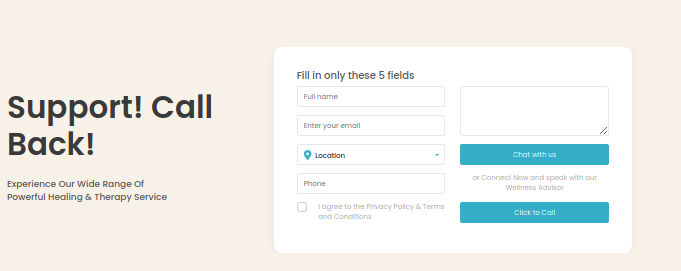 Support! Call
Back!
Experience Our Wide Range Of
Powerful Healing & Therapy Service
Fill in only these 5 fields
Full name
Enter your email
Location
Phone
I agree to the Privacy Policy & Terms
and Conditions
Chat with us
or Connect Now and speak with our
Wellness Advisor
Click to Call